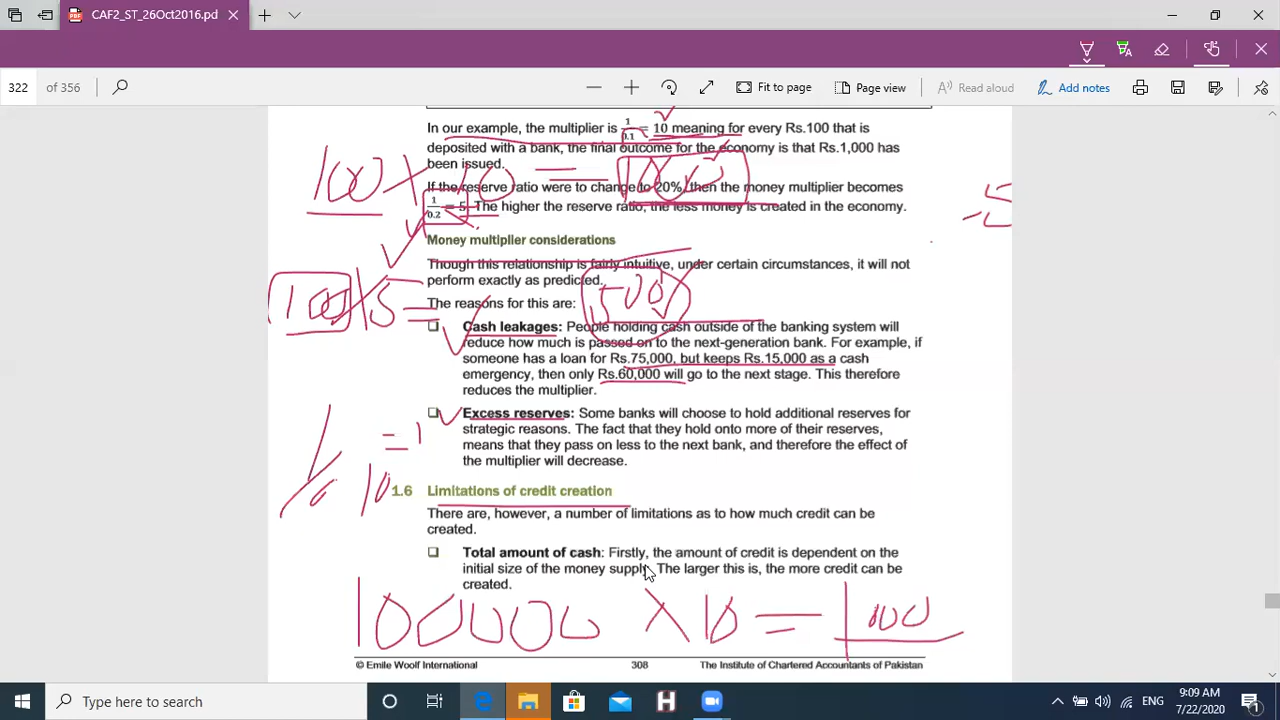 CAF2_ST_26Oct2016.pd
322 of 356
Fit to page
Page view
Read aloud
Add notes
In our example, the multiplier is 1/0.1 = 10 meaning for every Rs.100 that is
deposited with a bank, the final outcome for the economy is that Rs.1,000 has
been issued.
100 × 10 = 1000
If the reserve ratio were to change to 20%, then the money multiplier becomes
1/0.2 = 5. The higher the reserve ratio, the less money is created in the economy.
-5
Money multiplier considerations
Though this relationship is fairly intuitive, under certain circumstances, it will not
perform exactly as predicted.
100 × 5 = 500
The reasons for this are:
Cash leakages: People holding cash outside of the banking system will
reduce how much is passed on to the next-generation bank. For example, if
someone has a loan for Rs.75,000, but keeps Rs.15,000 as a cash
emergency, then only Rs.60,000 will go to the next stage. This therefore
reduces the multiplier.
Excess reserves: Some banks will choose to hold additional reserves for
strategic reasons. The fact that they hold onto more of their reserves,
means that they pass on less to the next bank, and therefore the effect of
the multiplier will decrease.
= 1
10
1.6 Limitations of credit creation
There are, however, a number of limitations as to how much credit can be
created.
Total amount of cash: Firstly, the amount of credit is dependent on the
initial size of the money supply. The larger this is, the more credit can be
created.
100000 × 10 = 100
© Emile Woolf International 308 The Institute of Chartered Accountants of Pakistan
Type here to search
ENG
9:09 AM
7/22/2020